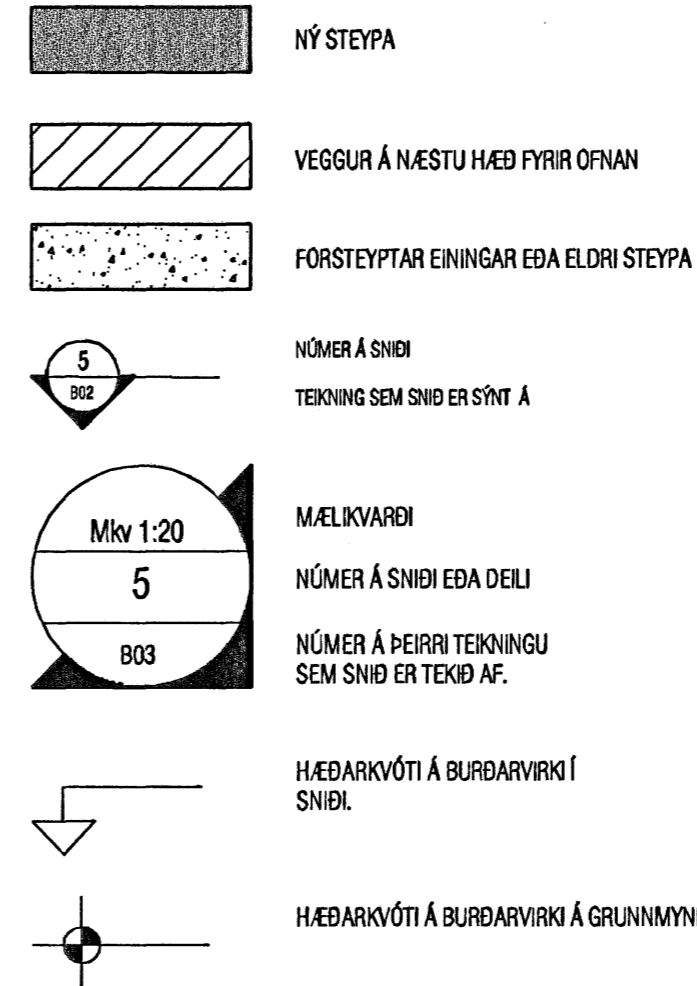 NÝ STEYPA
VEGGUR Á NÆSTU HÆÐ FYRIR OFNAN
FORSTEYPTAR EININGAR EÐA ELDRI STEYPA
5
B02
NÚMER Á SNIÐI
TEIKNING SEM SNIÐ ER SÝNT Á
Mkv 1:20
MÆLIKVARÐI
5
NÚMER Á SNIÐI EÐA DEILI
B03
NÚMER Á ÞEIRRI TEIKNINGU
SEM SNIÐ ER TEKIÐ AF.
HÆÐARKVÓTI Á BURÐARVIRKI Í
SNIÐI.
HÆÐARKVÓTI Á BURÐARVIRKI Á